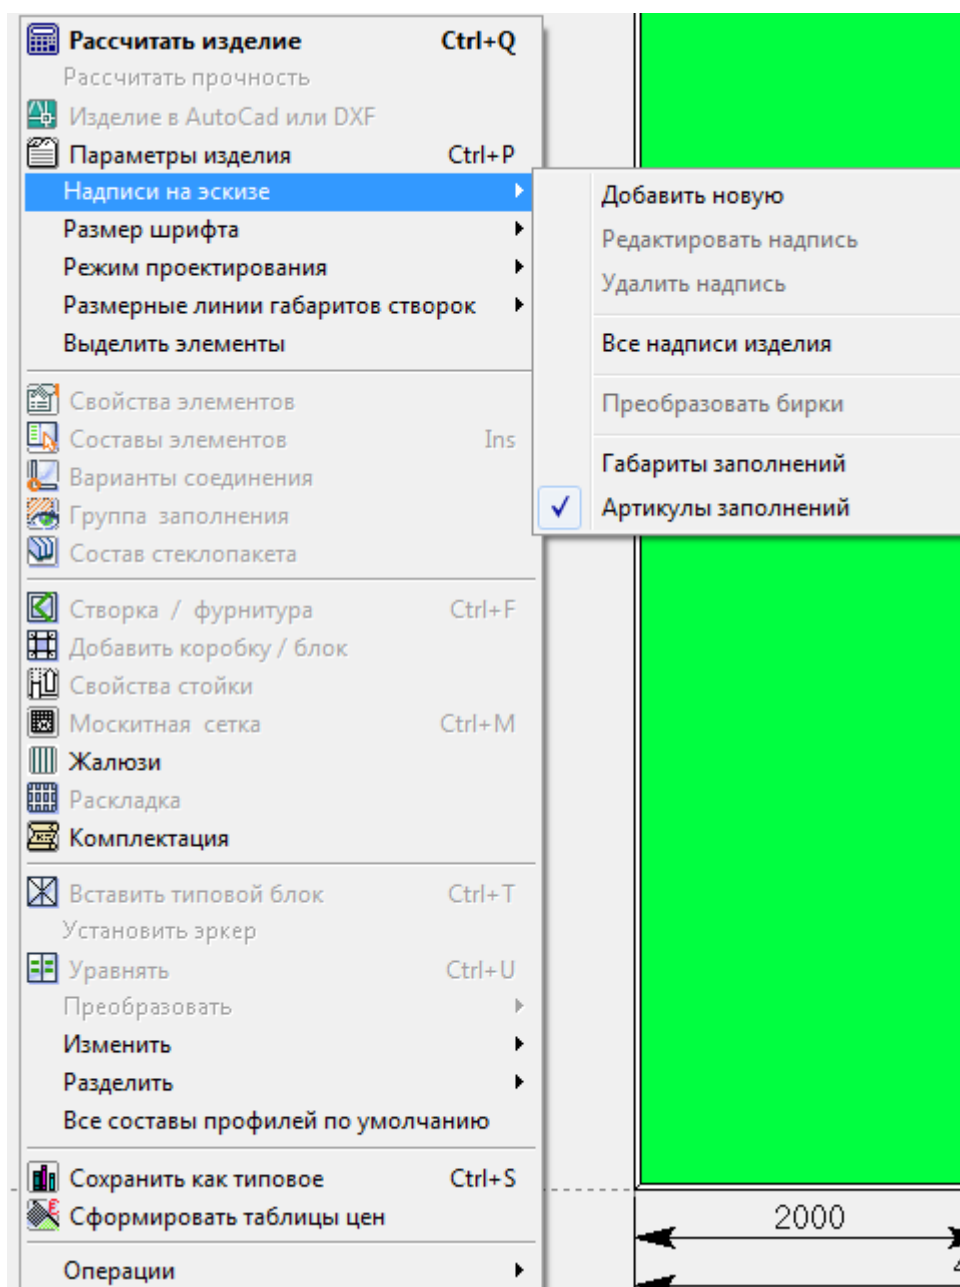 Рассчитать изделие Ctrl+Q
Рассчитать прочность
Изделие в AutoCad или DXF
Параметры изделия Ctrl+P
Надписи на эскизе
Размер шрифта
Режим проектирования
Размерные линии габаритов створок
Выделить элементы
Свойства элементов
Составы элементов Ins
Варианты соединения
Группа заполнения
Состав стеклопакета
Створка / фурнитура Ctrl+F
Добавить коробку / блок
Свойства стойки
Москитная сетка Ctrl+M
Жалюзи
Раскладка
Комплектация
Вставить типовой блок Ctrl+T
Установить эркер
Уравнять Ctrl+U
Преобразовать
Изменить
Разделить
Все составы профилей по умолчанию
Сохранить как типовое Ctrl+S
Сформировать таблицы цен
Операции
Добавить новую
Редактировать надпись
Удалить надпись
Все надписи изделия
Преобразовать бирки
Габариты заполнений
Артикулы заполнений
2000